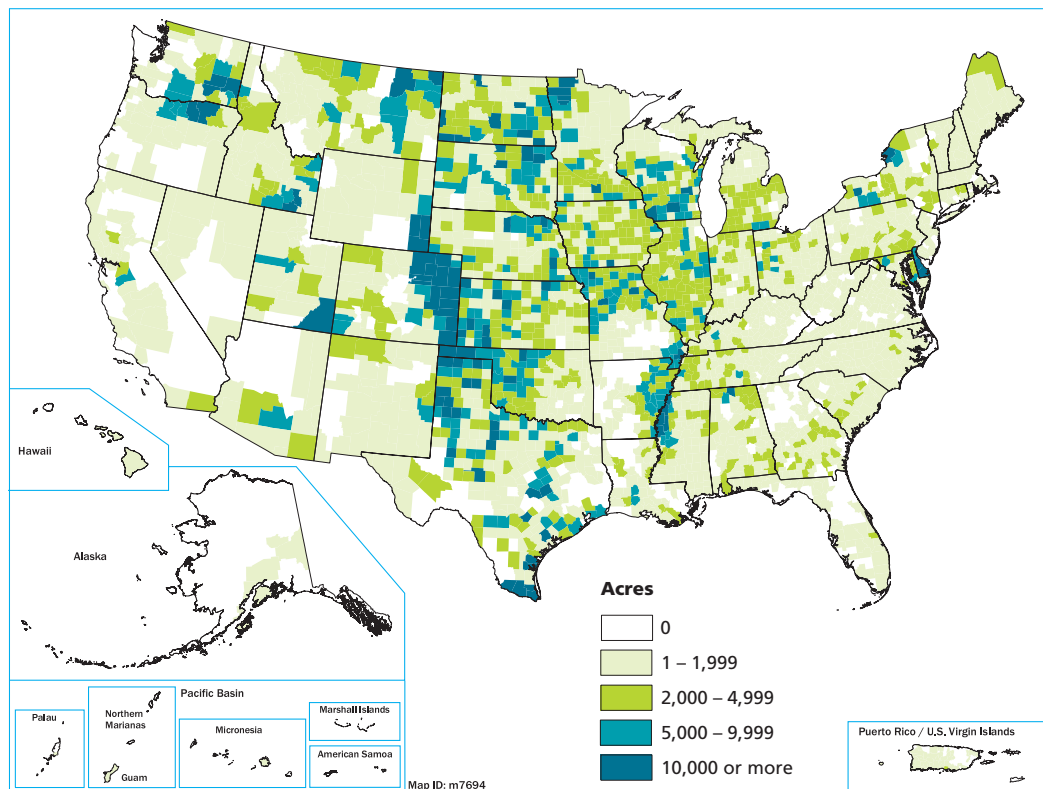 Hawaii
Alaska
Pacific Basin
Palau
Northern
Marianas
Guam
Micronesia
Marshall Islands
American Samoa
Map ID: m7694
Acres
0
1 – 1,999
2,000 – 4,999
5,000 – 9,999
10,000 or more
Puerto Rico / U.S. Virgin Islands